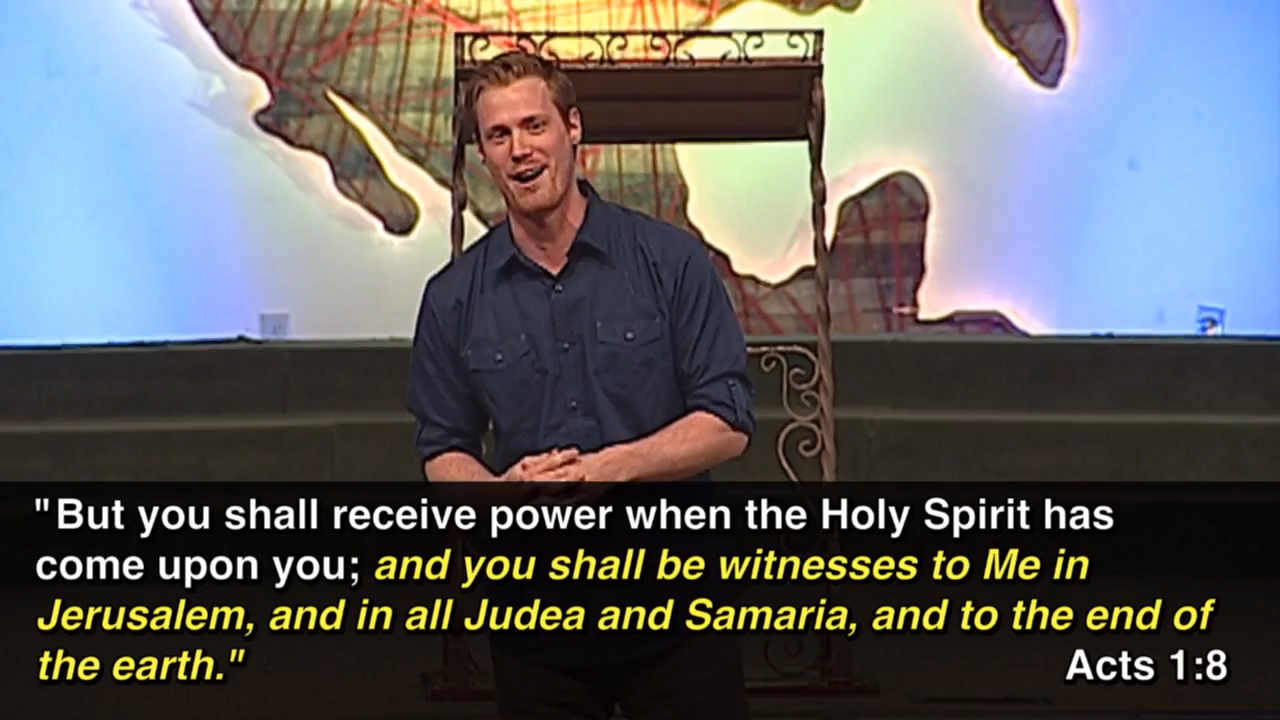 "But you shall receive power when the Holy Spirit has
come upon you; and you shall be witnesses to Me in
Jerusalem, and in all Judea and Samaria, and to the end of
the earth."
Acts 1:8